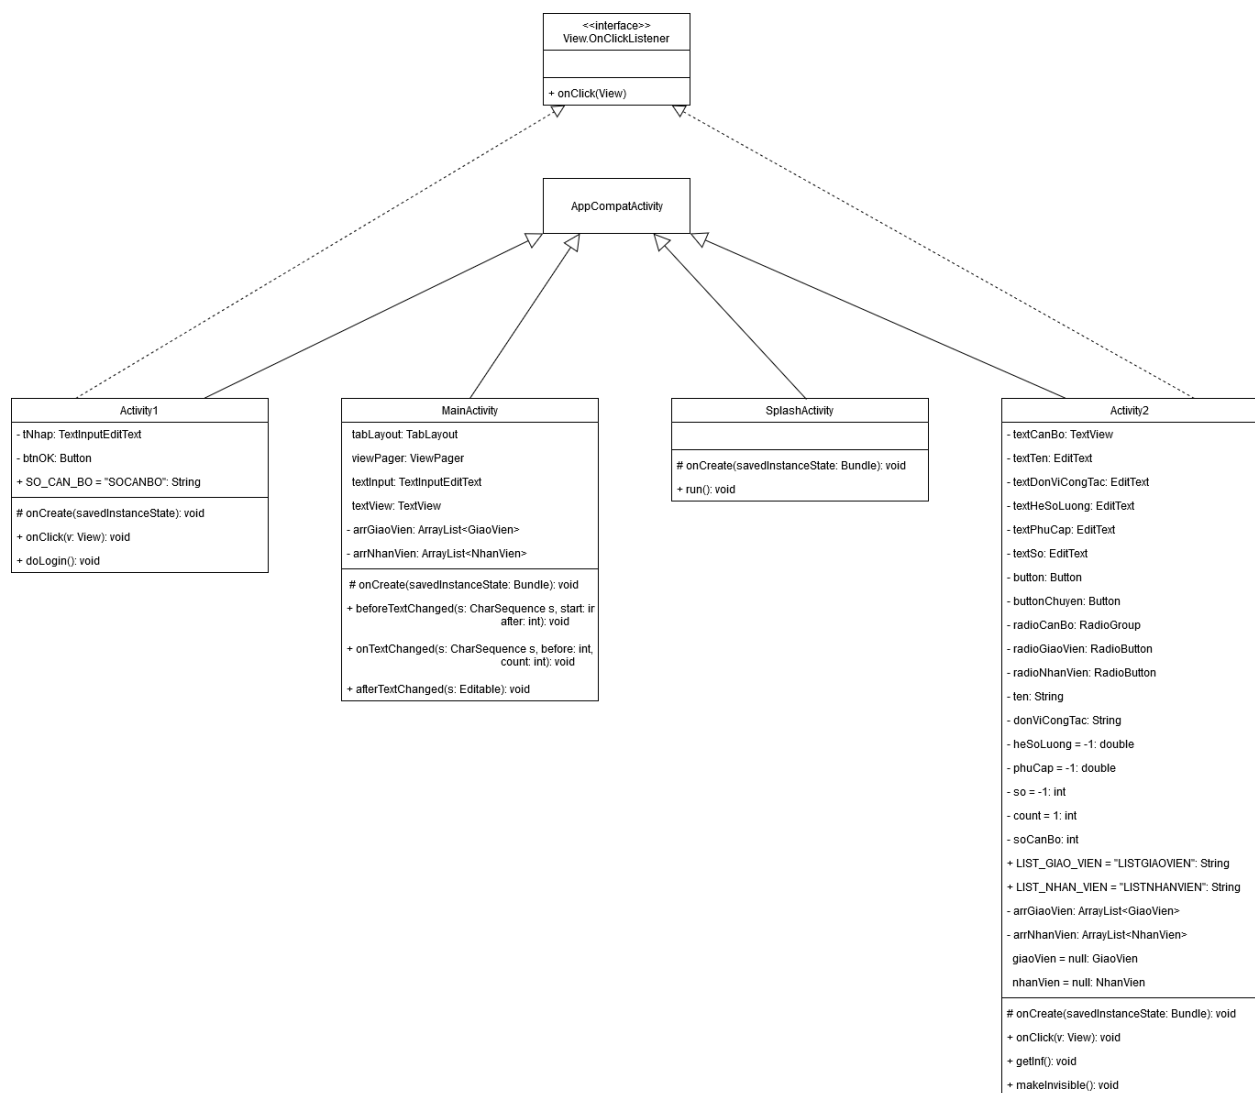 <<interface>>
View.OnClickListener
+ onClick(View)
AppCompatActivity
Activity1
- tNhap: TextInputEditText
- btnOK: Button
+ SO_CAN_BO = "SOCANBO": String
# onCreate(savedInstanceState): void
+ onClick(v: View): void
+ doLogin(): void
MainActivity
tabLayout: TabLayout
viewPager: ViewPager
textInput: TextInputEditText
textView: TextView
- arrGiaoVien: ArrayList<GiaoVien>
- arrNhanVien: ArrayList<NhanVien>
# onCreate(savedInstanceState: Bundle): void
+ beforeTextChanged(s: CharSequence s, start: ir
after: int): void
+ onTextChanged(s: CharSequence s, before: int,
count: int): void
+ afterTextChanged(s: Editable): void
SplashActivity
# onCreate(savedInstanceState: Bundle): void
+ run(): void
Activity2
- textCanBo: TextView
- textTen: EditText
- textDonViCongTac: EditText
- textHeSoLuong: EditText
- textPhuCap: EditText
- textSo: EditText
- button: Button
- buttonChuyen: Button
- radioCanBo: RadioGroup
- radioGiaoVien: RadioButton
- radioNhanVien: RadioButton
- ten: String
- donViCongTac: String
- heSoLuong = -1: double
- phuCap = -1: double
- so = -1: int
- count = 1: int
- soCanBo: int
+ LIST_GIAO_VIEN = "LISTGIAOVIEN": String
+ LIST_NHAN_VIEN = "LISTNHANVIEN": String
- arrGiaoVien: ArrayList<GiaoVien>
- arrNhanVien: ArrayList<NhanVien>
giaoVien = null: GiaoVien
nhanVien = null: NhanVien
# onCreate(savedInstanceState: Bundle): void
+ onClick(v: View): void
+ getInf(): void
+ makeInvisible(): void